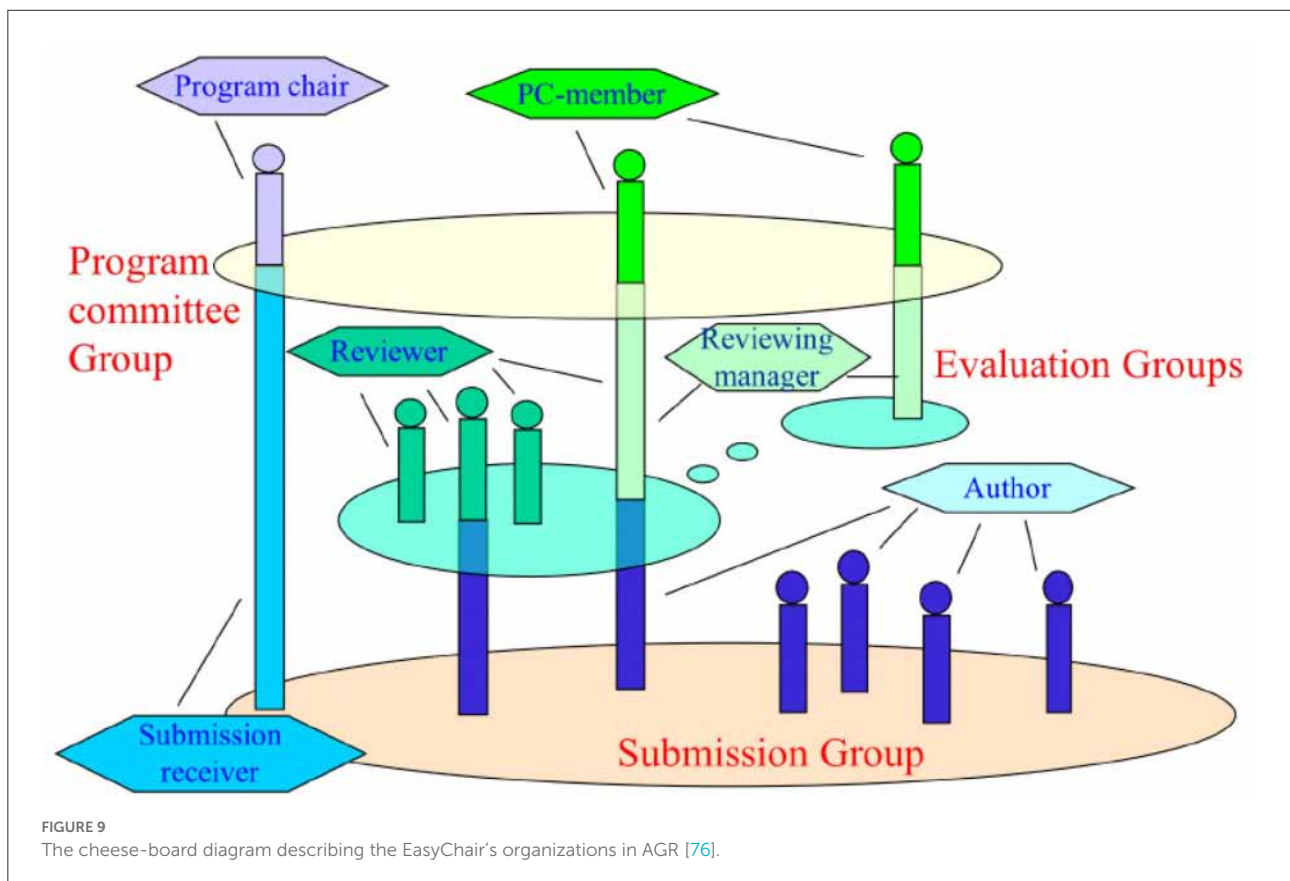 Program chair
PC-member
Program
committee
Group
Reviewer
Reviewing
manager
Evaluation Groups
Author
Submission
receiver
Submission Group
FIGURE 9
The cheese-board diagram describing the EasyChair's organizations in AGR [76].